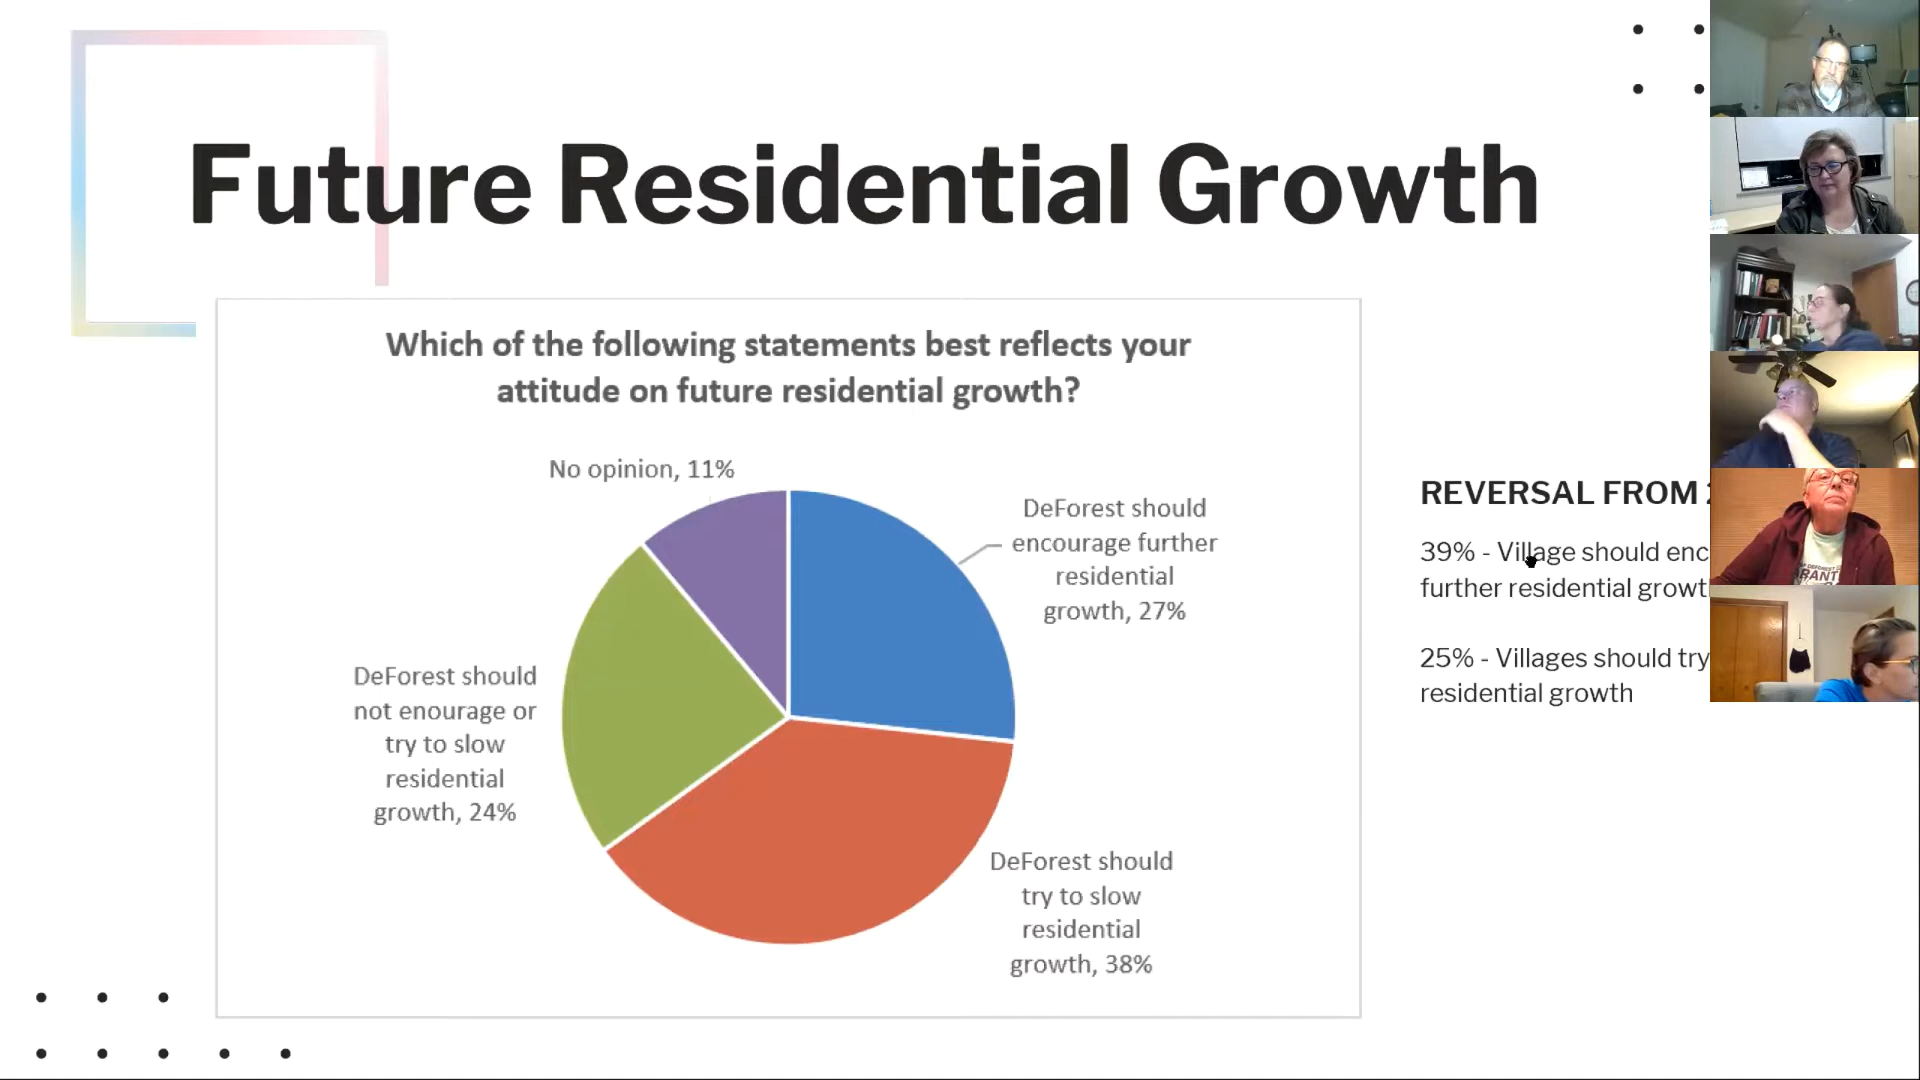 Future Residential Growth
Which of the following statements best reflects your
attitude on future residential growth?
No opinion, 11%
DeForest should
encourage further
residential
growth, 27%
DeForest should
not enourage or
try to slow
residential
growth, 24%
DeForest should
try to slow
residential
growth, 38%
REVERSAL FROM
39% - Village should enc
further residential growt
25% - Villages should try
residential growth